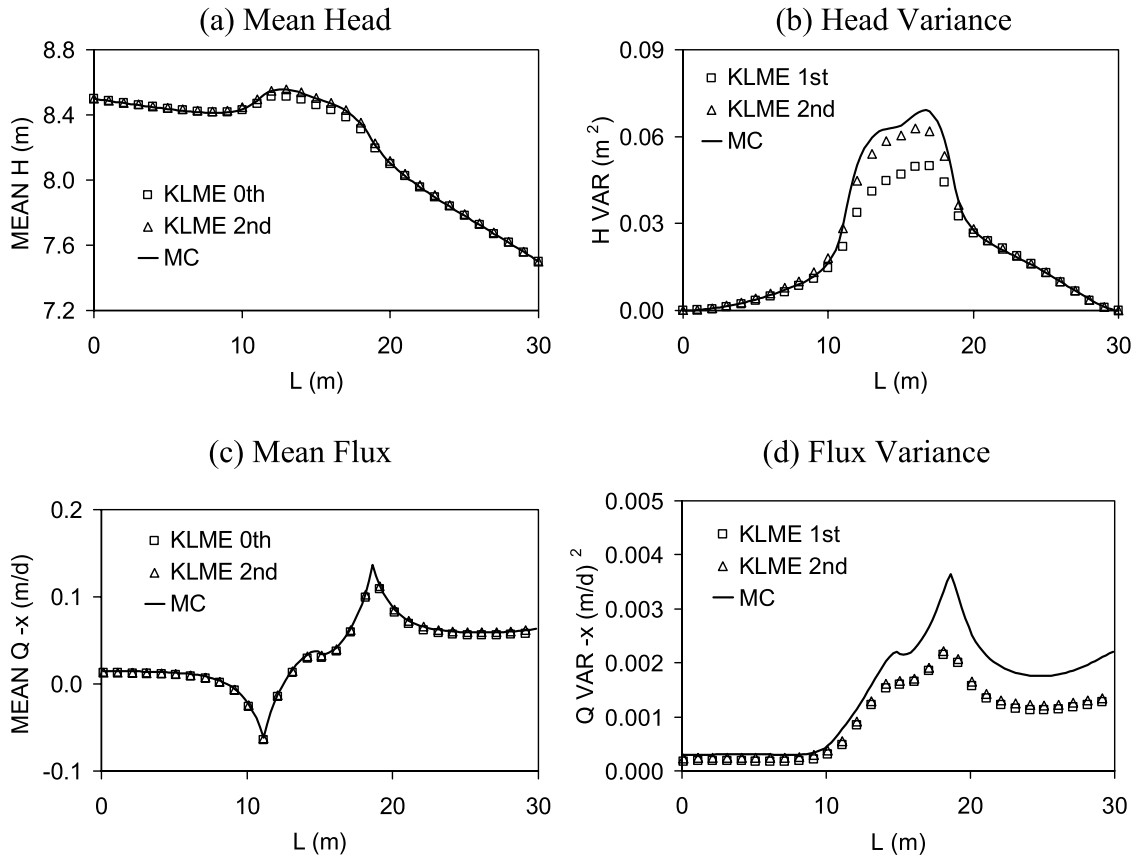 (a) Mean Head
8.8
8.4
8.0
7.6
7.2
MEAN H (m)
KLME 0th
KLME 2nd
MC
0 10 20 30
L (m)
(b) Head Variance
0.09
0.06
0.03
0.00
H VAR (m²)
KLME 1st
KLME 2nd
MC
0 10 20 30
L (m)
(c) Mean Flux
0.2
0.1
0.0
-0.1
MEAN Q -x (m/d)
KLME 0th
KLME 2nd
MC
0 10 20 30
L (m)
(d) Flux Variance
0.005
0.004
0.003
0.002
0.001
0.000
Q VAR -x (m/d) ²
KLME 1st
KLME 2nd
MC
0 10 20 30
L (m)